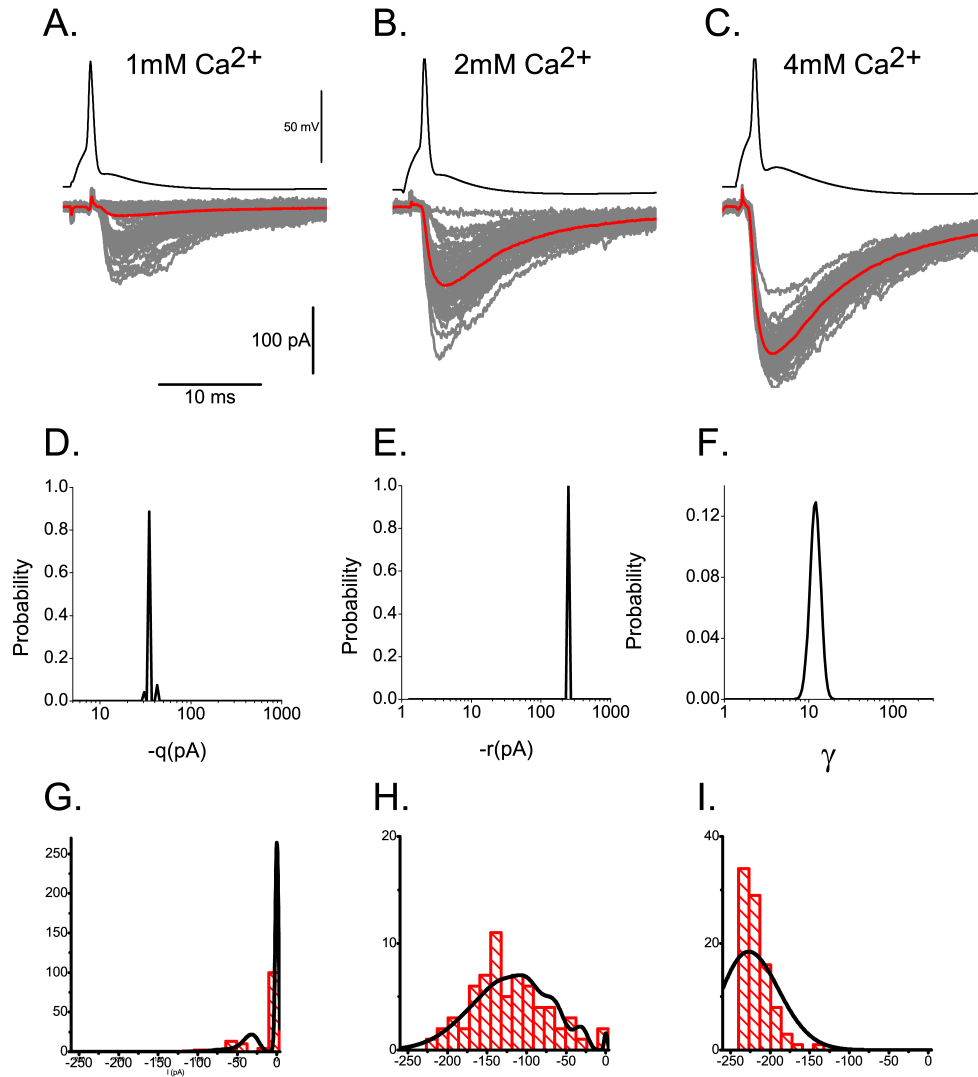 A.
B.
C.
1mM Ca2+
2mM Ca2+
4mM Ca2+
50 mV
100 pA
10 ms
D.
E.
F.
1.0
0.8
0.6
0.4
0.2
0.0
Probability
10 100 1000
-q(pA)
1.0
0.8
0.6
0.4
0.2
0.0
Probability
1 10 100 1000
-r(pA)
0.12
0.08
0.04
0.00
Probability
1 10 100
γ
G.
H.
I.
250
200
150
100
50
0
-250 -200 -150 -100 -50 0
I (pA)
20
10
0
-250 -200 -150 -100 -50 0
40
20
0
-250 -200 -150 -100 -50 0